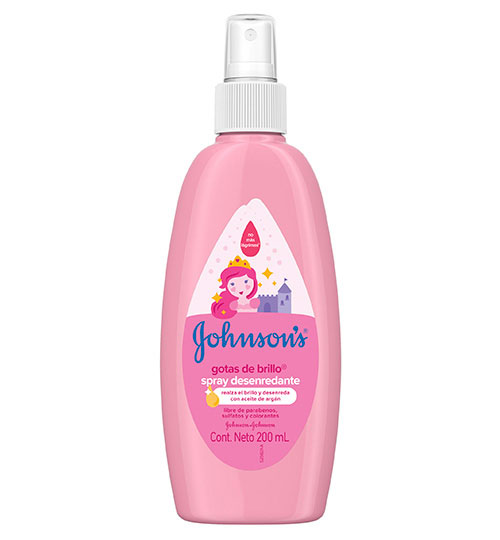 no
más
lágrimas®
Johnson's®
gotas de brillo®
spray desenredante
realza el brillo y desenreda
con aceite de argán
libre de parabenos,
sulfatos y colorantes
Johnson & Johnson
Cont. Neto 200 mL